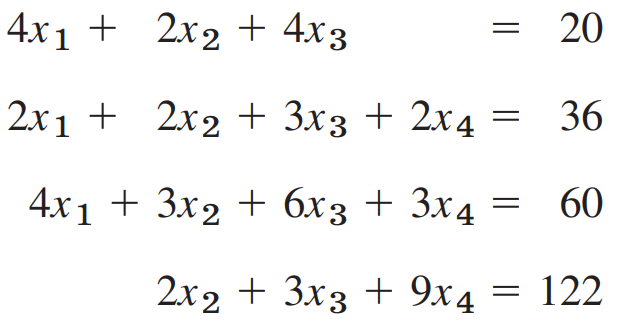 4x₁ + 2x₂ + 4x₃ = 20
2x₁ + 2x₂ + 3x₃ + 2x₄ = 36
4x₁ + 3x₂ + 6x₃ + 3x₄ = 60
2x₂ + 3x₃ + 9x₄ = 122